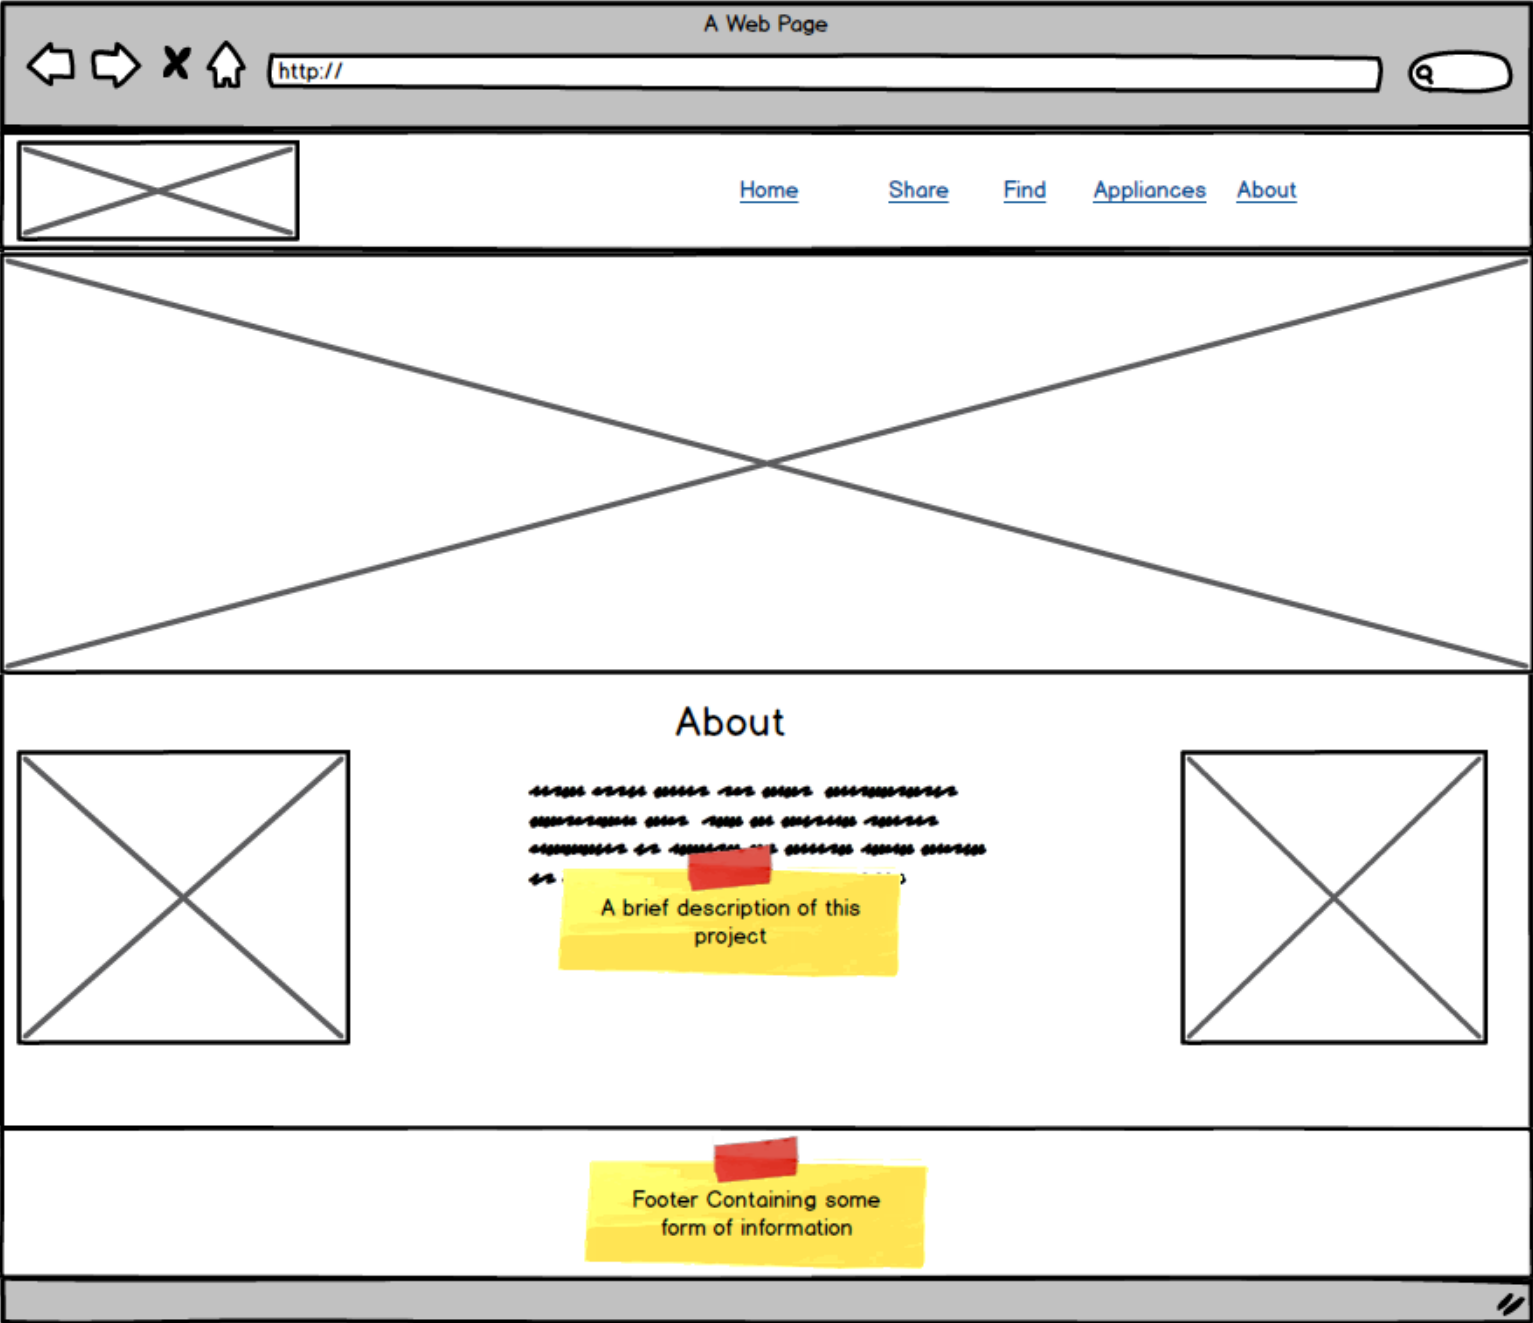 A Web Page
http://
Home Share Find Appliances About
About
A brief description of this
project
Footer Containing some
form of information